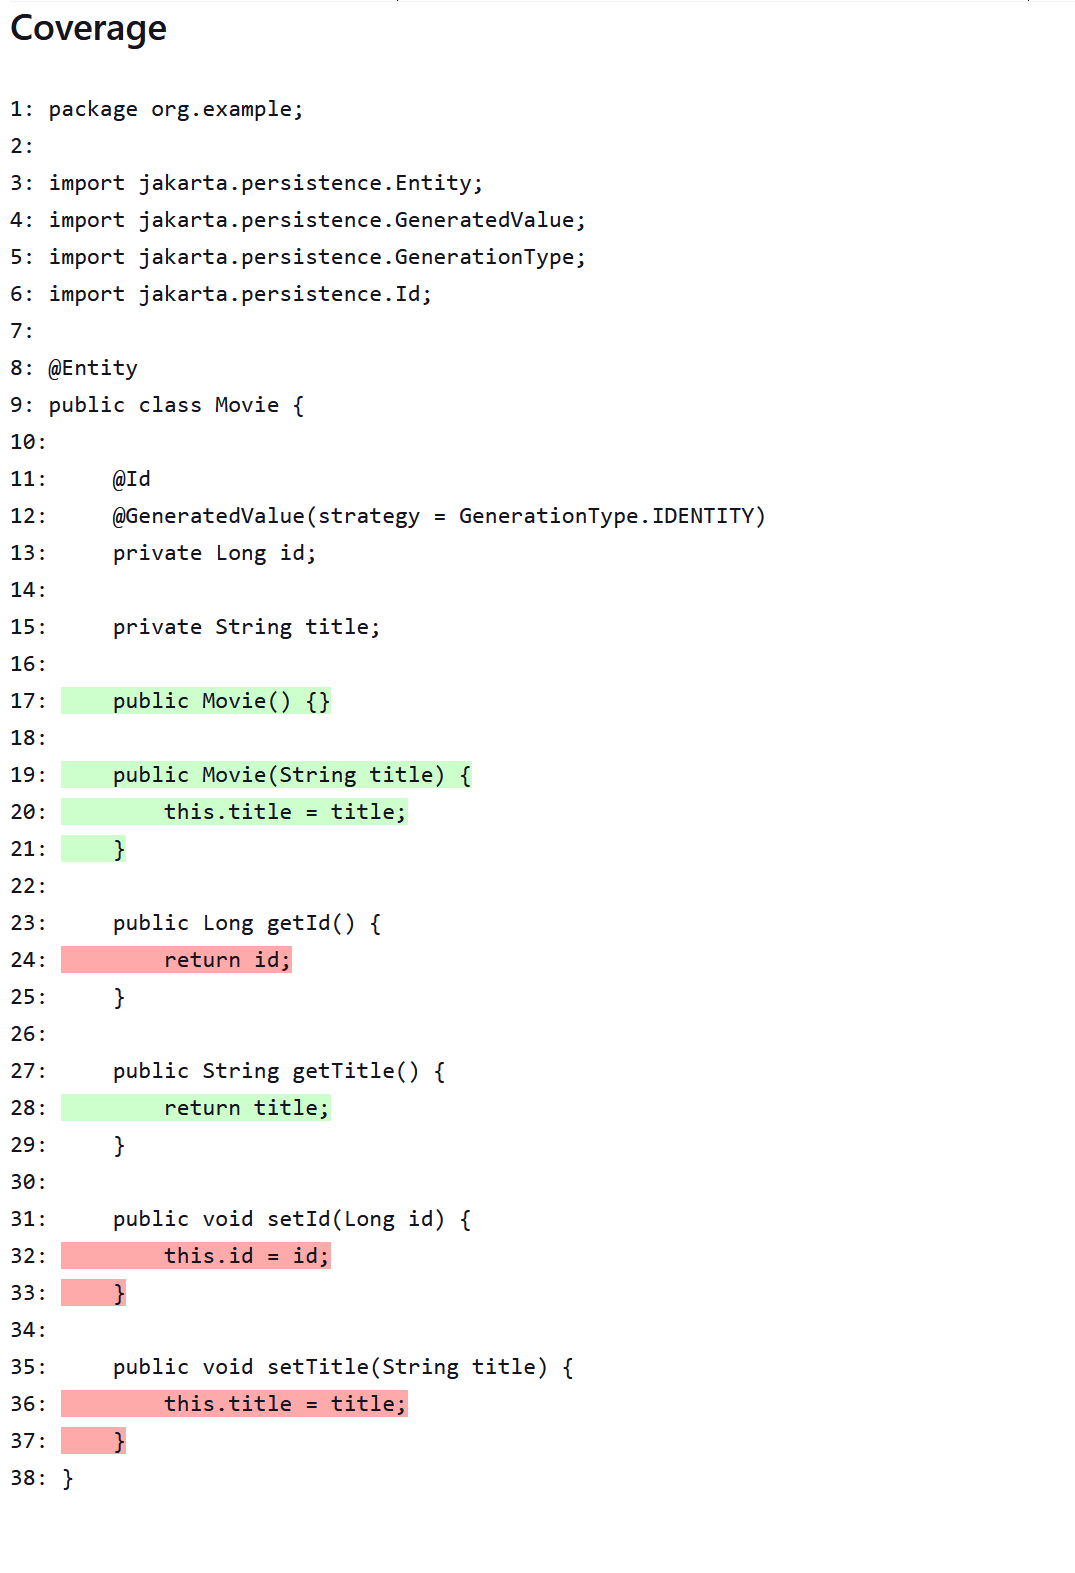 Coverage
1: package org.example;
2:
3: import jakarta.persistence.Entity;
4: import jakarta.persistence.GeneratedValue;
5: import jakarta.persistence.GenerationType;
6: import jakarta.persistence.Id;
7:
8: @Entity
9: public class Movie {
10:
11:     @Id
12:     @GeneratedValue(strategy = GenerationType.IDENTITY)
13:     private Long id;
14:
15:     private String title;
16:
17:     public Movie() {}
18:
19:     public Movie(String title) {
20:         this.title = title;
21:     }
22:
23:     public Long getId() {
24:         return id;
25:     }
26:
27:     public String getTitle() {
28:         return title;
29:     }
30:
31:     public void setId(Long id) {
32:         this.id = id;
33:     }
34:
35:     public void setTitle(String title) {
36:         this.title = title;
37:     }
38: }